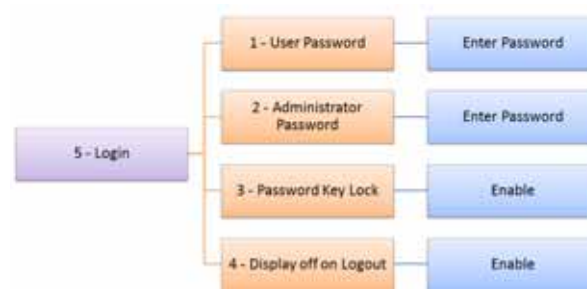 1 - User Password
Enter Password
2 - Administrator
Password
Enter Password
5 - Login
3 - Password Key Lock
Enable
4 - Display off on Logout
Enable